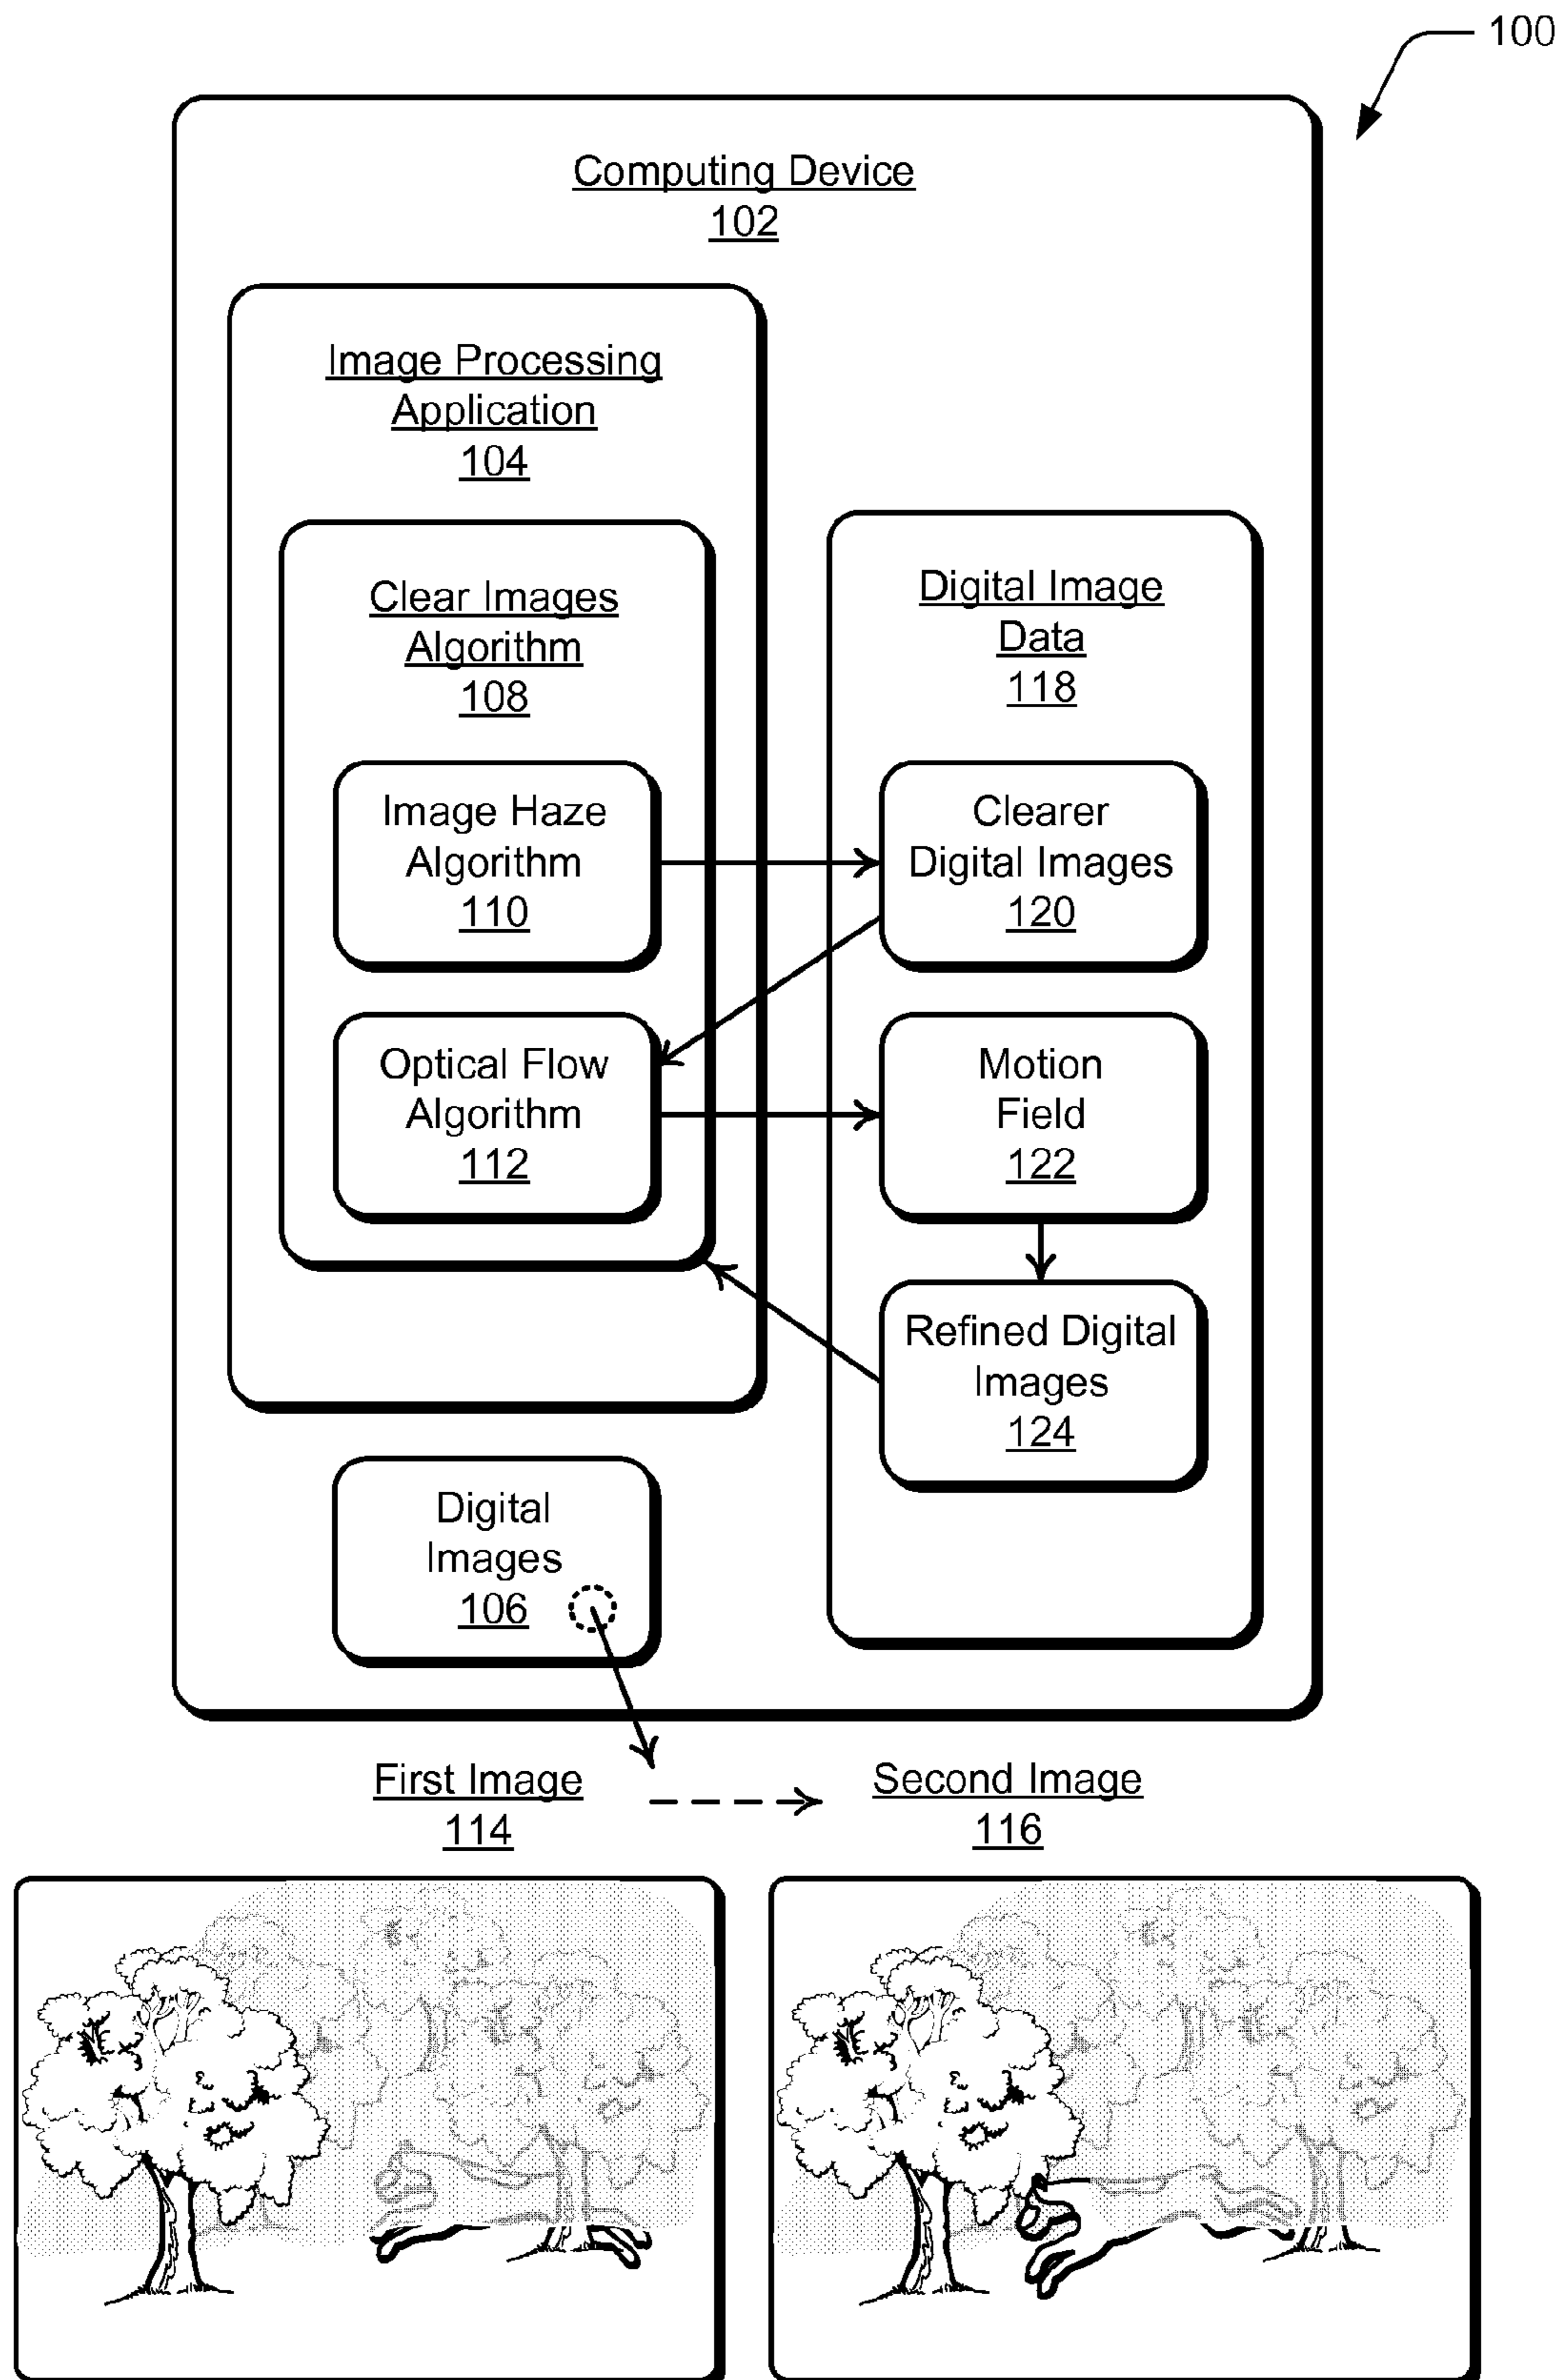 100
Computing Device
102
Image Processing
Application
104
Clear Images
Algorithm
108
Image Haze
Algorithm
110
Optical Flow
Algorithm
112
Digital Image
Data
118
Clearer
Digital Images
120
Motion
Field
122
Refined Digital
Images
124
Digital
Images
106
First Image
114
Second Image
116